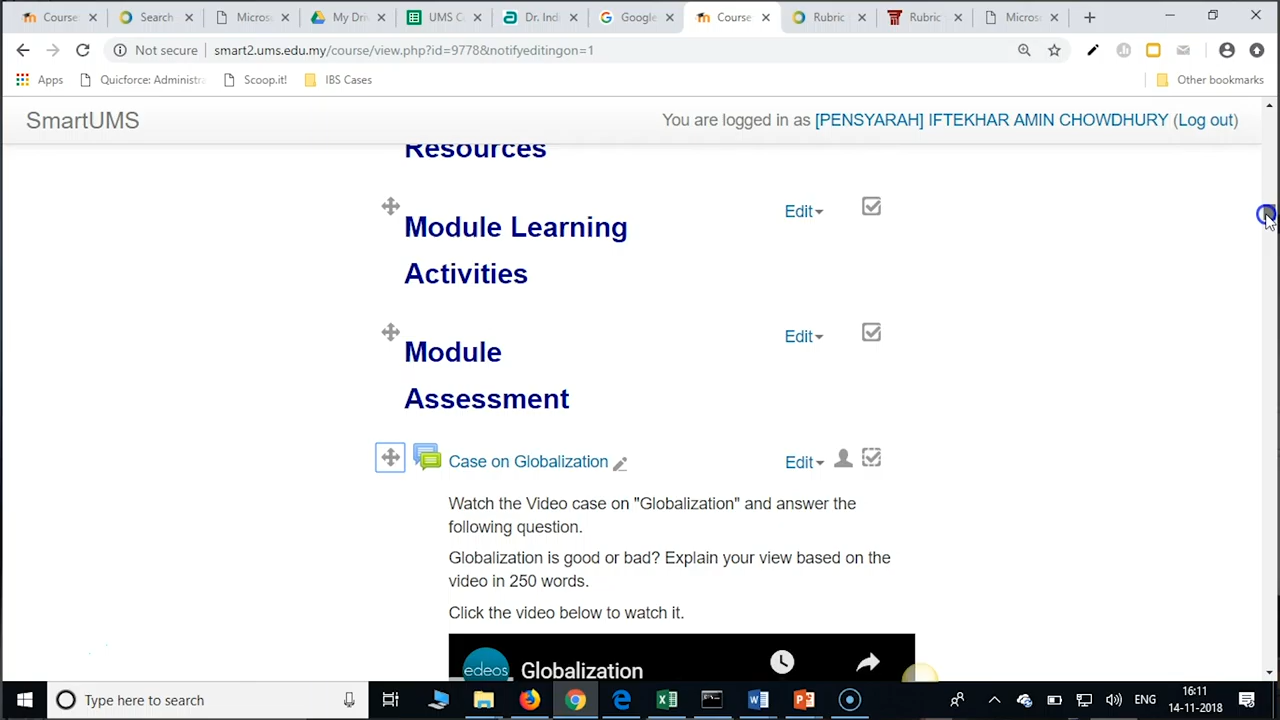 Course
Search
Micros
My Dri
UMS C
Dr. Indi
Google
Course
Rubric
Rubric
Micros
Not secure
smart2.ums.edu.my/course/view.php?id=9778&notifyeditingon=1
Apps
Quicforce: Administra
Scoop.it!
IBS Cases
Other bookmarks
SmartUMS
You are logged in as [PENSYARAH] IFTEKHAR AMIN CHOWDHURY (Log out)
Resources
Module Learning
Activities
Edit
Module
Assessment
Edit
Case on Globalization
Edit
Watch the Video case on "Globalization" and answer the
following question.
Globalization is good or bad? Explain your view based on the
video in 250 words.
Click the video below to watch it.
edeos
Globalization
Type here to search
ENG
16:11
14-11-2018